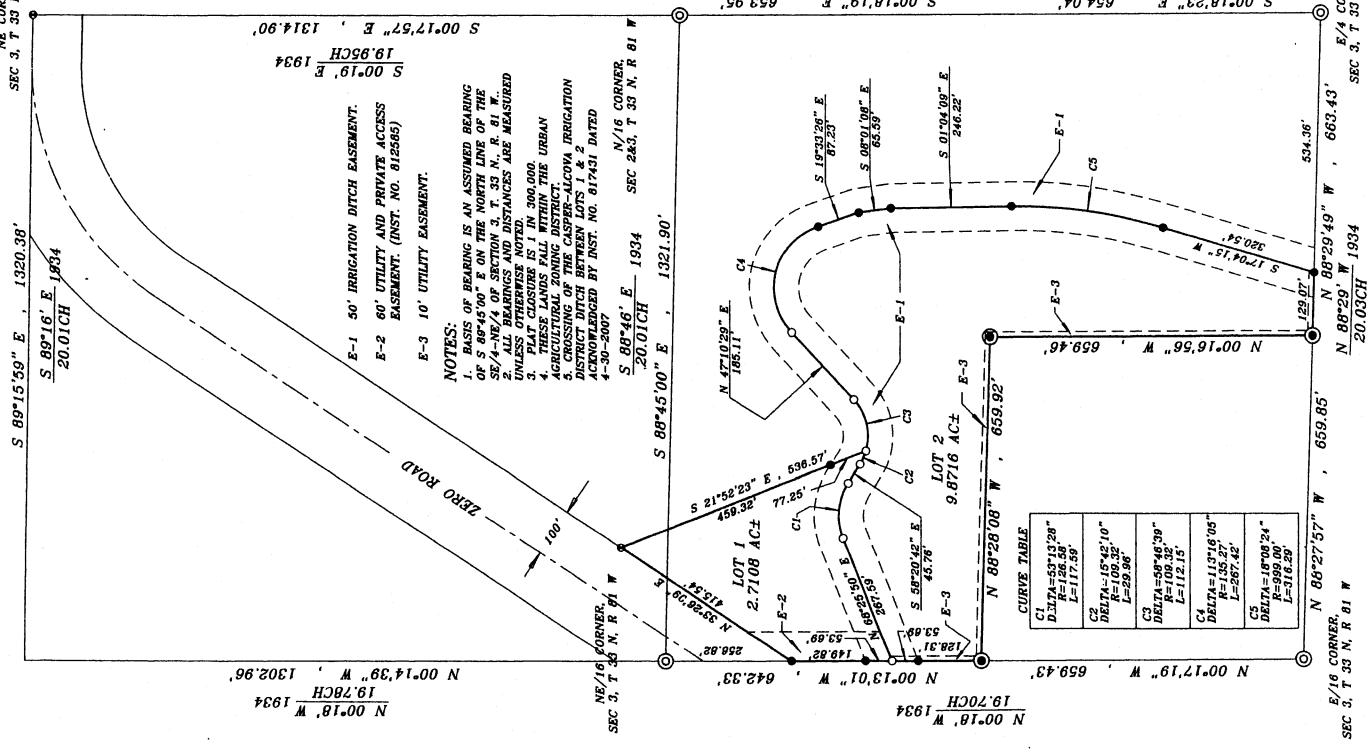 NE COR
SEC 3, T 33 N
S 89°15'59" E , 1320.38'
S 89°16' E 1934
20.01CH
S 00°17'57" E , 1314.90'
S 00°19' E 1934
19.95CH
S 00°18'19" E 653.95'
S 00°18'23" E 654.04'
E/4 CO
SEC 3, T 33
E-1 50' IRRIGATION DITCH EASEMENT.
E-2 60' UTILITY AND PRIVATE ACCESS
EASEMENT. (INST. NO. 812585)
E-3 10' UTILITY EASEMENT.
NOTES:
1. BASIS OF BEARING IS AN ASSUMED BEARING
OF S 89°45'00" E ON THE NORTH LINE OF THE
SE/4-NE/4 OF SECTION 3, T. 33 N., R. 81 W..
2. ALL BEARINGS AND DISTANCES ARE MEASURED
UNLESS OTHERWISE NOTED.
3. PLAT CLOSURE IS 1 IN 300,000.
4. THESE LANDS FALL WITHIN THE URBAN
AGRICULTURAL ZONING DISTRICT.
5. CROSSING OF THE CASPER-ALCOVA IRRIGATION
DISTRICT DITCH BETWEEN LOTS 1 & 2
ACKNOWLEDGED BY INST. NO. 817431 DATED
4-30-2007
N/16 CORNER,
SEC 2&3, T 33 N, R 81 W
S 88°46' E 1934
20.01CH
S 88°45'00" E , 1321.90'
ZERO ROAD
100'
N 00°14'39" W , 1302.96'
N 00°18' W 1934
19.78CH
NE/16 CORNER,
SEC 3, T 33 N, R 81 W
N 33°26'09" E
415.54'
256.82'
S 21°52'23" E , 536.57'
459.32'
77.25'
LOT 1
2.7108 AC±
E-2
149.82'
53.69'
53.69'
128.31'
N 00°13'01" W , 642.33'
N 68°25'50" E
267.59'
C1
S 58°20'42" E
45.76'
C2
C3
N 47°10'29" E
185.11'
C4
S 19°33'26" E
87.23'
S 08°01'08" E
65.59'
S 01°04'09" E
246.22'
E-1
E-1
C5
S 17°04'15" W
320.54'
LOT 2
9.8716 AC±
E-3
E-3
E-3
N 88°28'08" W , 659.92'
N 00°16'56" W , 659.46'
129.07'
534.36'
N 88°29'49" W , 663.43'
N 88°29' W 1934
20.03CH
N 88°27'57" W , 659.85'
N 00°17'19" W , 659.43'
N 00°18' W 1934
19.70CH
CURVE TABLE
C1
DELTA=53°13'28"
R=126.58'
L=117.59'
C2
DELTA=15°42'10"
R=109.32'
L=29.96'
C3
DELTA=58°46'39"
R=109.32'
L=112.15'
C4
DELTA=113°16'05"
R=135.27'
L=267.42'
C5
DELTA=18°08'24"
R=999.00'
L=316.29'
E/16 CORNER,
SEC 3, T 33 N, R 81 W